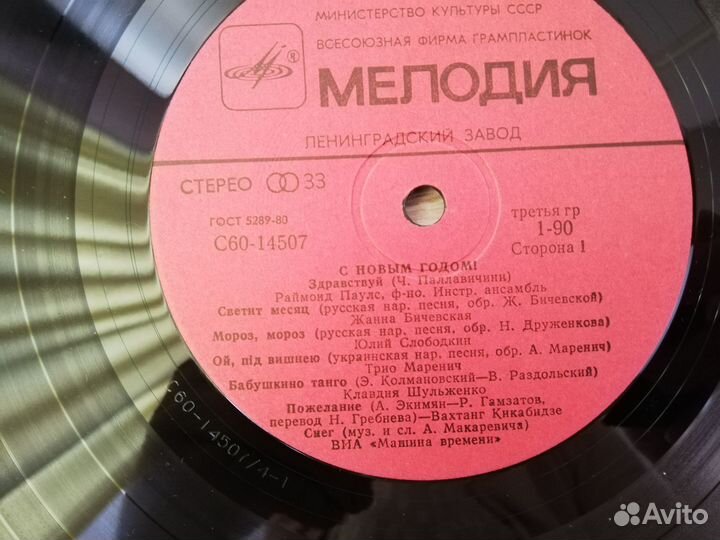 МИНИСТЕРСТВО КУЛЬТУРЫ СССР
ВСЕСОЮЗНАЯ ФИРМА ГРАМПЛАСТИНОК
МЕЛОДИЯ
ЛЕНИНГРАДСКИЙ ЗАВОД
СТЕРЕО 33
ГОСТ 5289-80
С60-14507
третья гр
1-90
Сторона 1
С НОВЫМ ГОДОМ!
Здравствуй (Ч. Паллавичини)
Раймонд Паулс, ф-но. Инстр. ансамбль
Светит месяц (русская нар. песня, обр. Ж. Бичевской)
Жанна Бичевская
Мороз, мороз (русская нар. песня, обр. Н. Друженкова)
Юлий Слободкин
Ой, під вишнею (украинская нар. песня, обр. А. Маренич)
Трио Маренич
Бабушкино танго (Э. Колмановский—В. Раздольский)
Клавдия Шульженко
Пожелание (А. Экимян—Р. Гамзатов,
перевод Н. Гребнева)—Вахтанг Кикабидзе
Снег (муз. и сл. А. Макаревича)
ВИА «Машина времени»
С60-14507/А-1
Avito